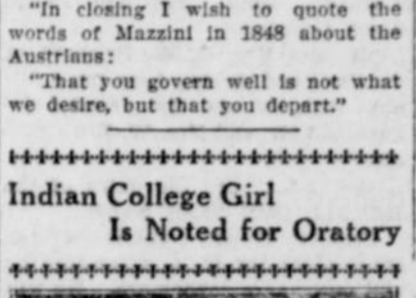 "In closing I wish to quote the
words of Mazzini in 1848 about the
Austrians:
"That you govern well is not what
we desire, but that you depart."
Indian College Girl
Is Noted for Oratory